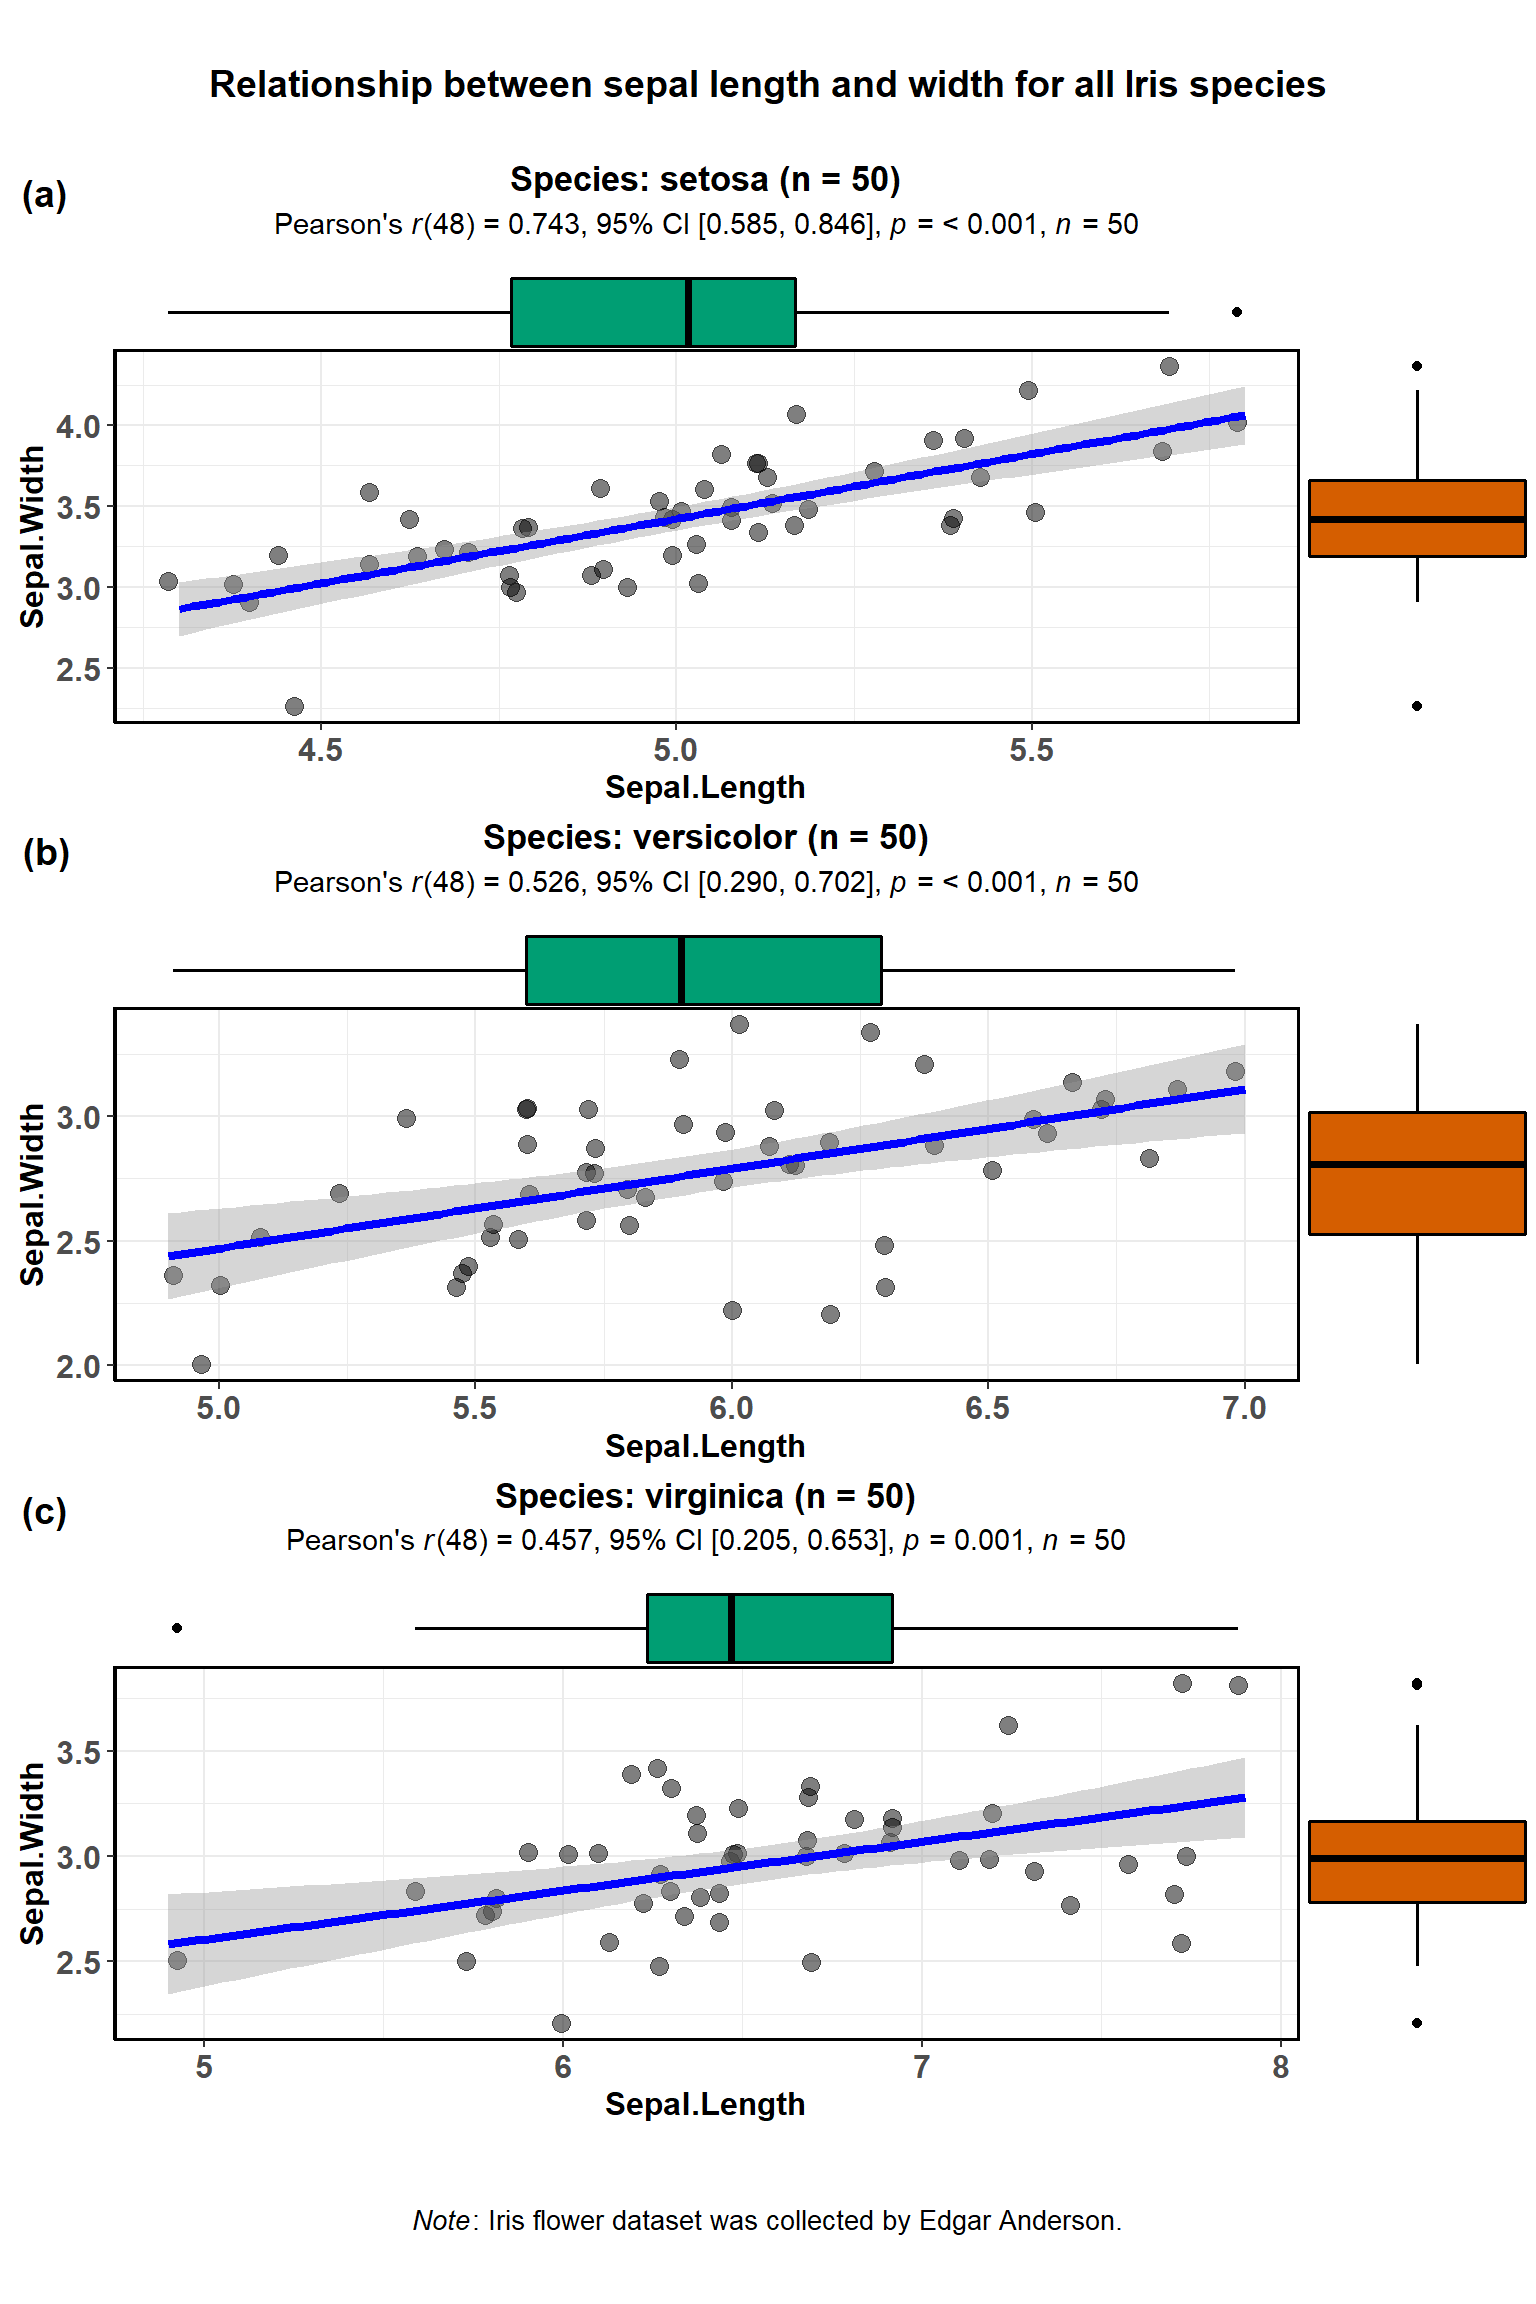 Relationship between sepal length and width for all Iris species
(a)
Species: setosa (n = 50)
Pearson's r(48) = 0.743, 95% CI [0.585, 0.846], p = < 0.001, n = 50
Sepal.Width
4.0
3.5
3.0
2.5
4.5 5.0 5.5
Sepal.Length
(b)
Species: versicolor (n = 50)
Pearson's r(48) = 0.526, 95% CI [0.290, 0.702], p = < 0.001, n = 50
Sepal.Width
3.0
2.5
2.0
5.0 5.5 6.0 6.5 7.0
Sepal.Length
(c)
Species: virginica (n = 50)
Pearson's r(48) = 0.457, 95% CI [0.205, 0.653], p = 0.001, n = 50
Sepal.Width
3.5
3.0
2.5
5 6 7 8
Sepal.Length
Note: Iris flower dataset was collected by Edgar Anderson.